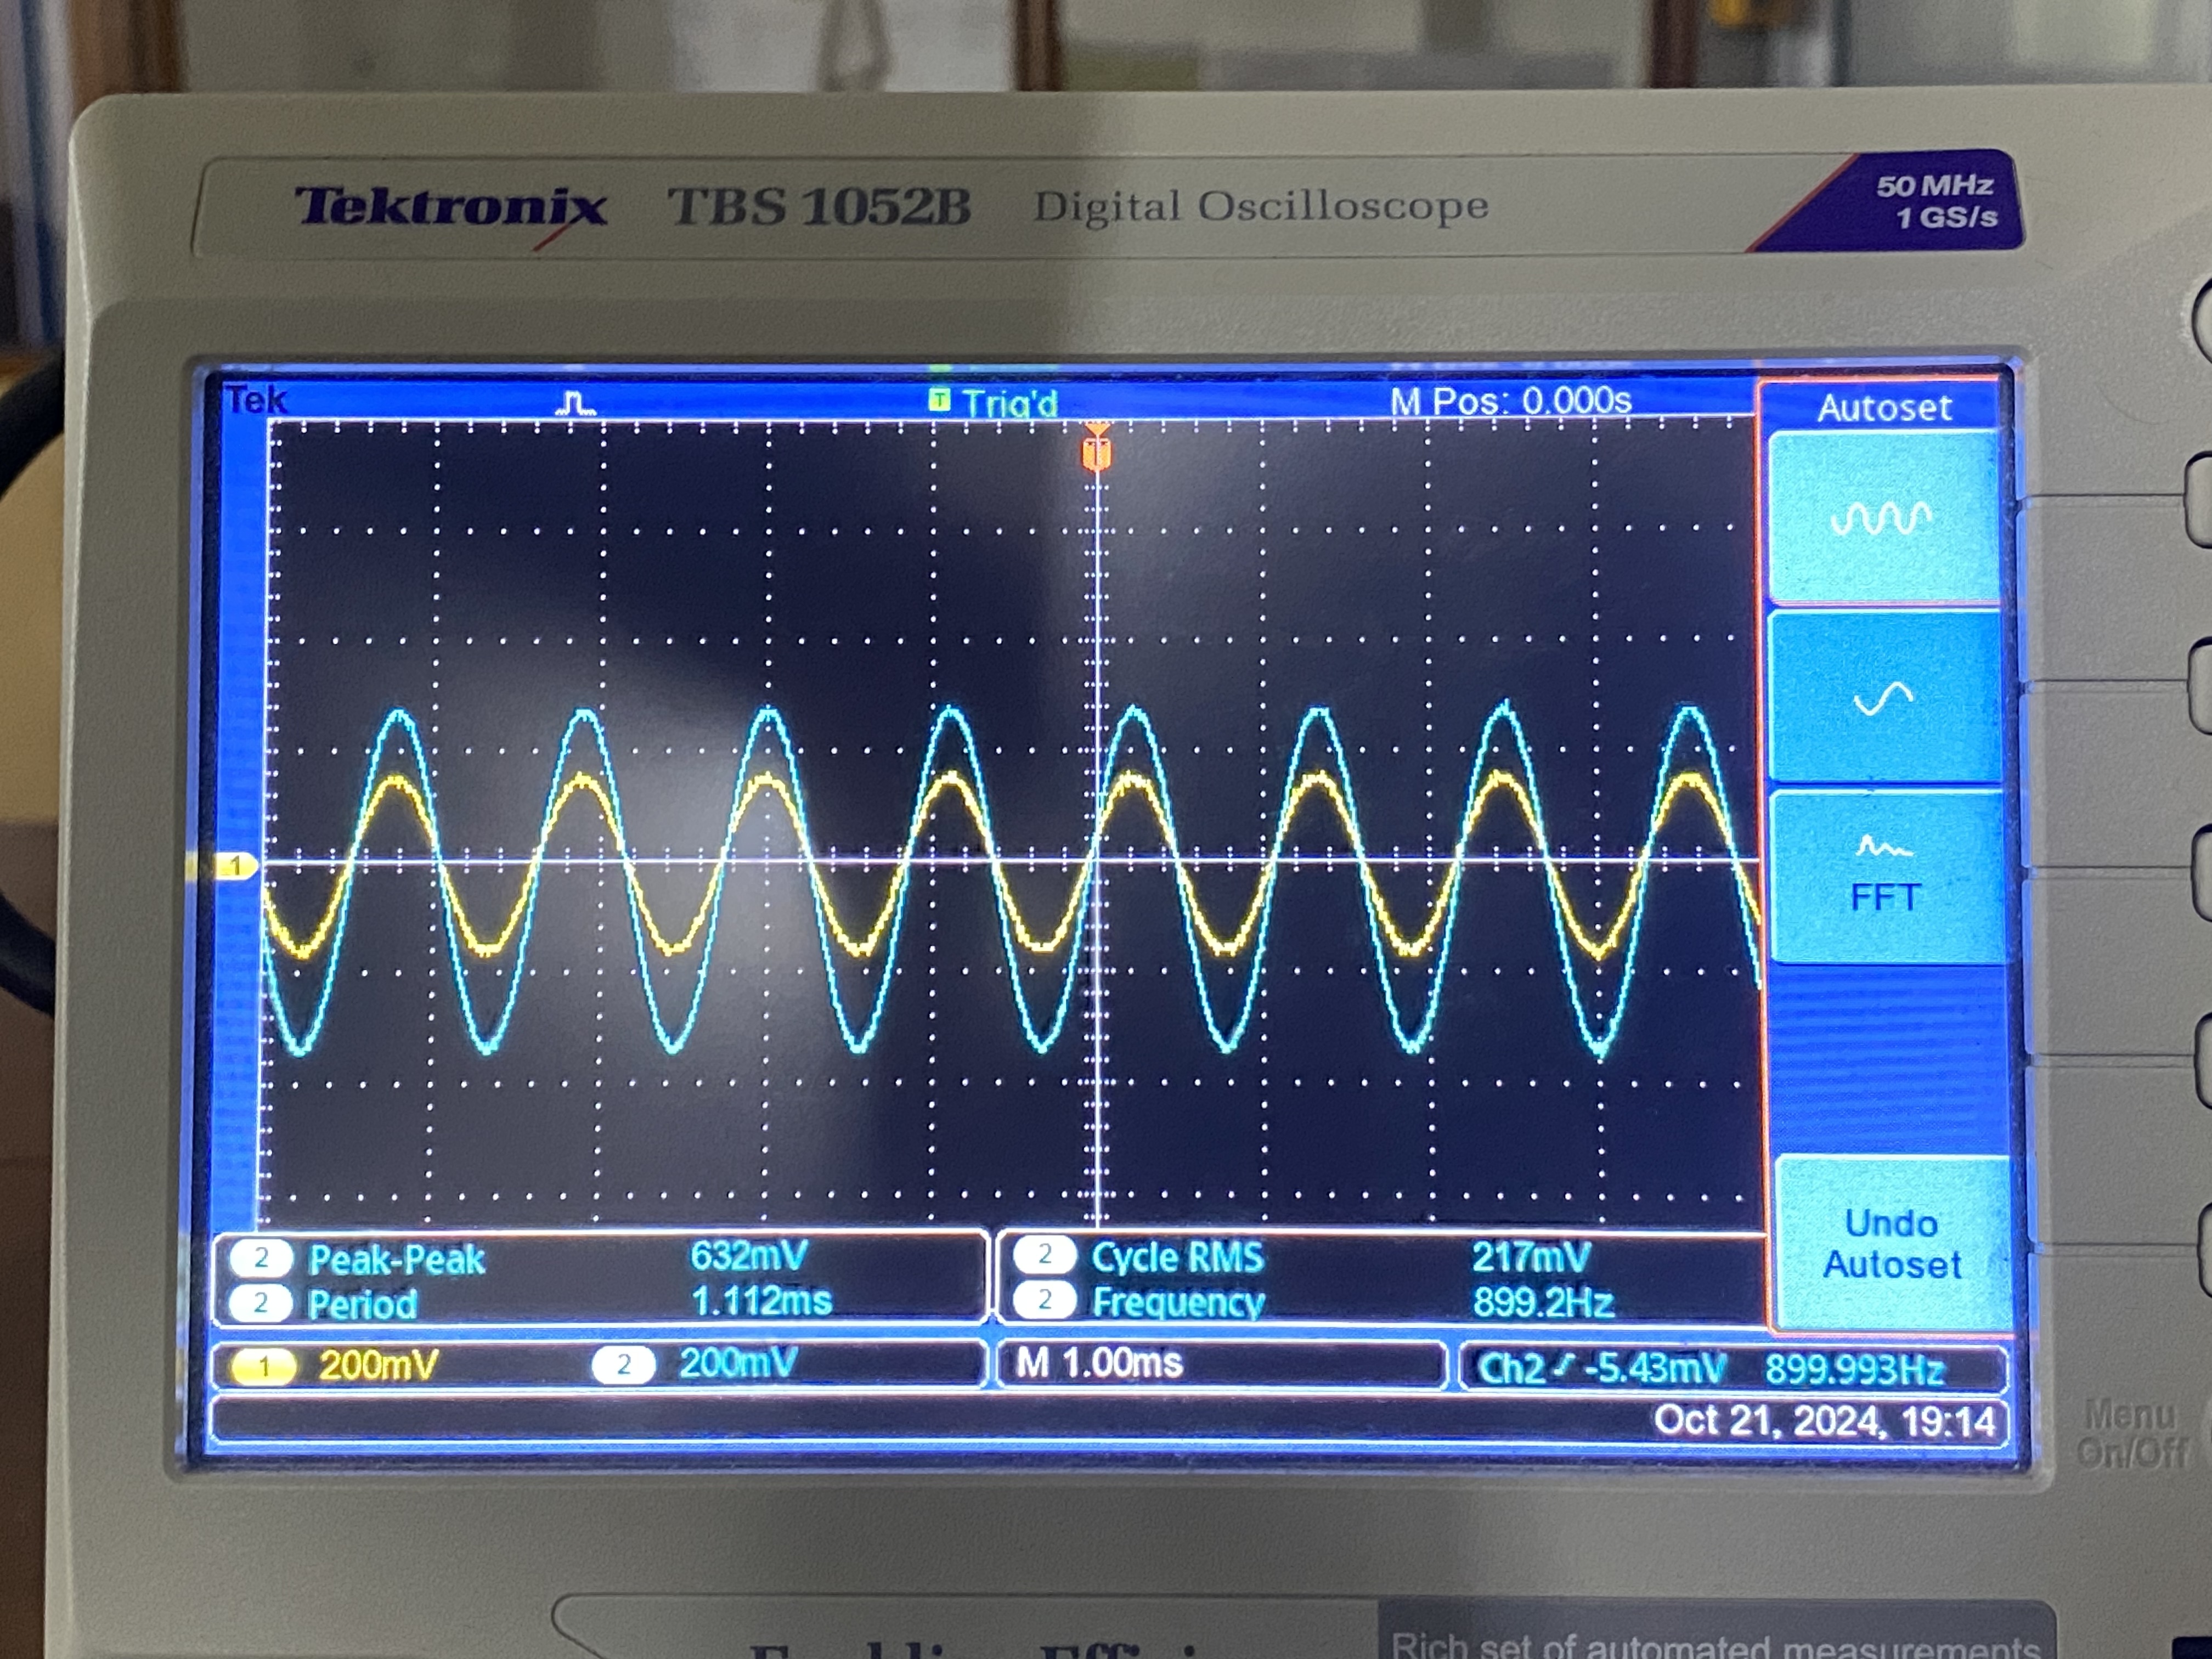 Tektronix TBS 1052B Digital Oscilloscope
50 MHz
1 GS/s
Tek T Trig'd M Pos: 0.000s
Autoset
T
1
FFT
Undo
Autoset
2 Peak-Peak 632mV 2 Cycle RMS 217mV
2 Period 1.112ms 2 Frequency 899.2Hz
1 200mV 2 200mV M 1.00ms Ch2 -5.43mV 899.993Hz
Oct 21, 2024, 19:14
Menu
On/Off
Rich set of automated measurements